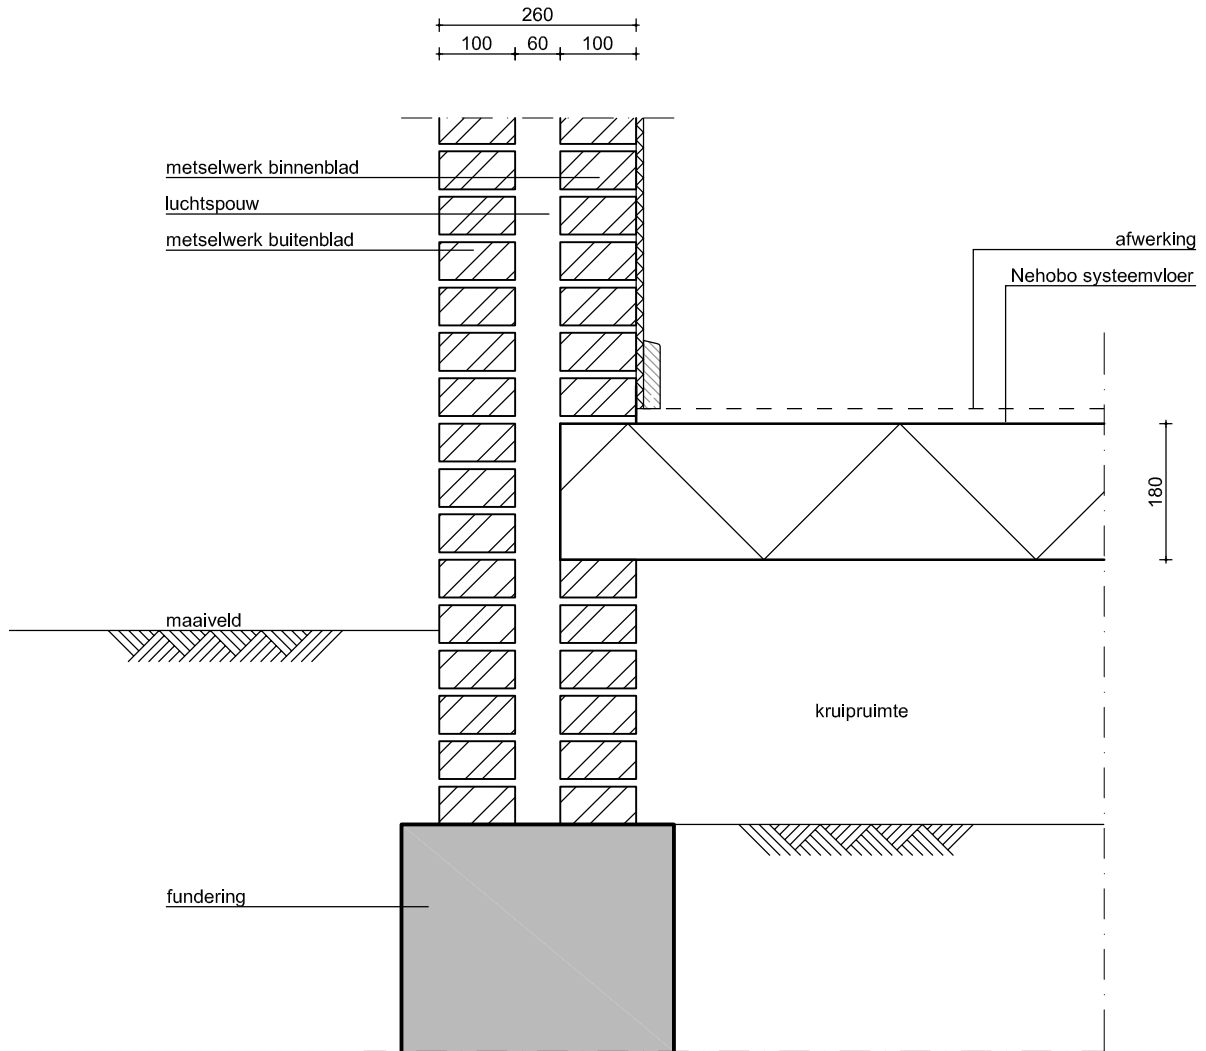 260
100 60 100
metselwerk binnenblad
luchtspouw
metselwerk buitenblad
afwerking
Nehobo systeemvloer
180
maaiveld
kruipruimte
fundering